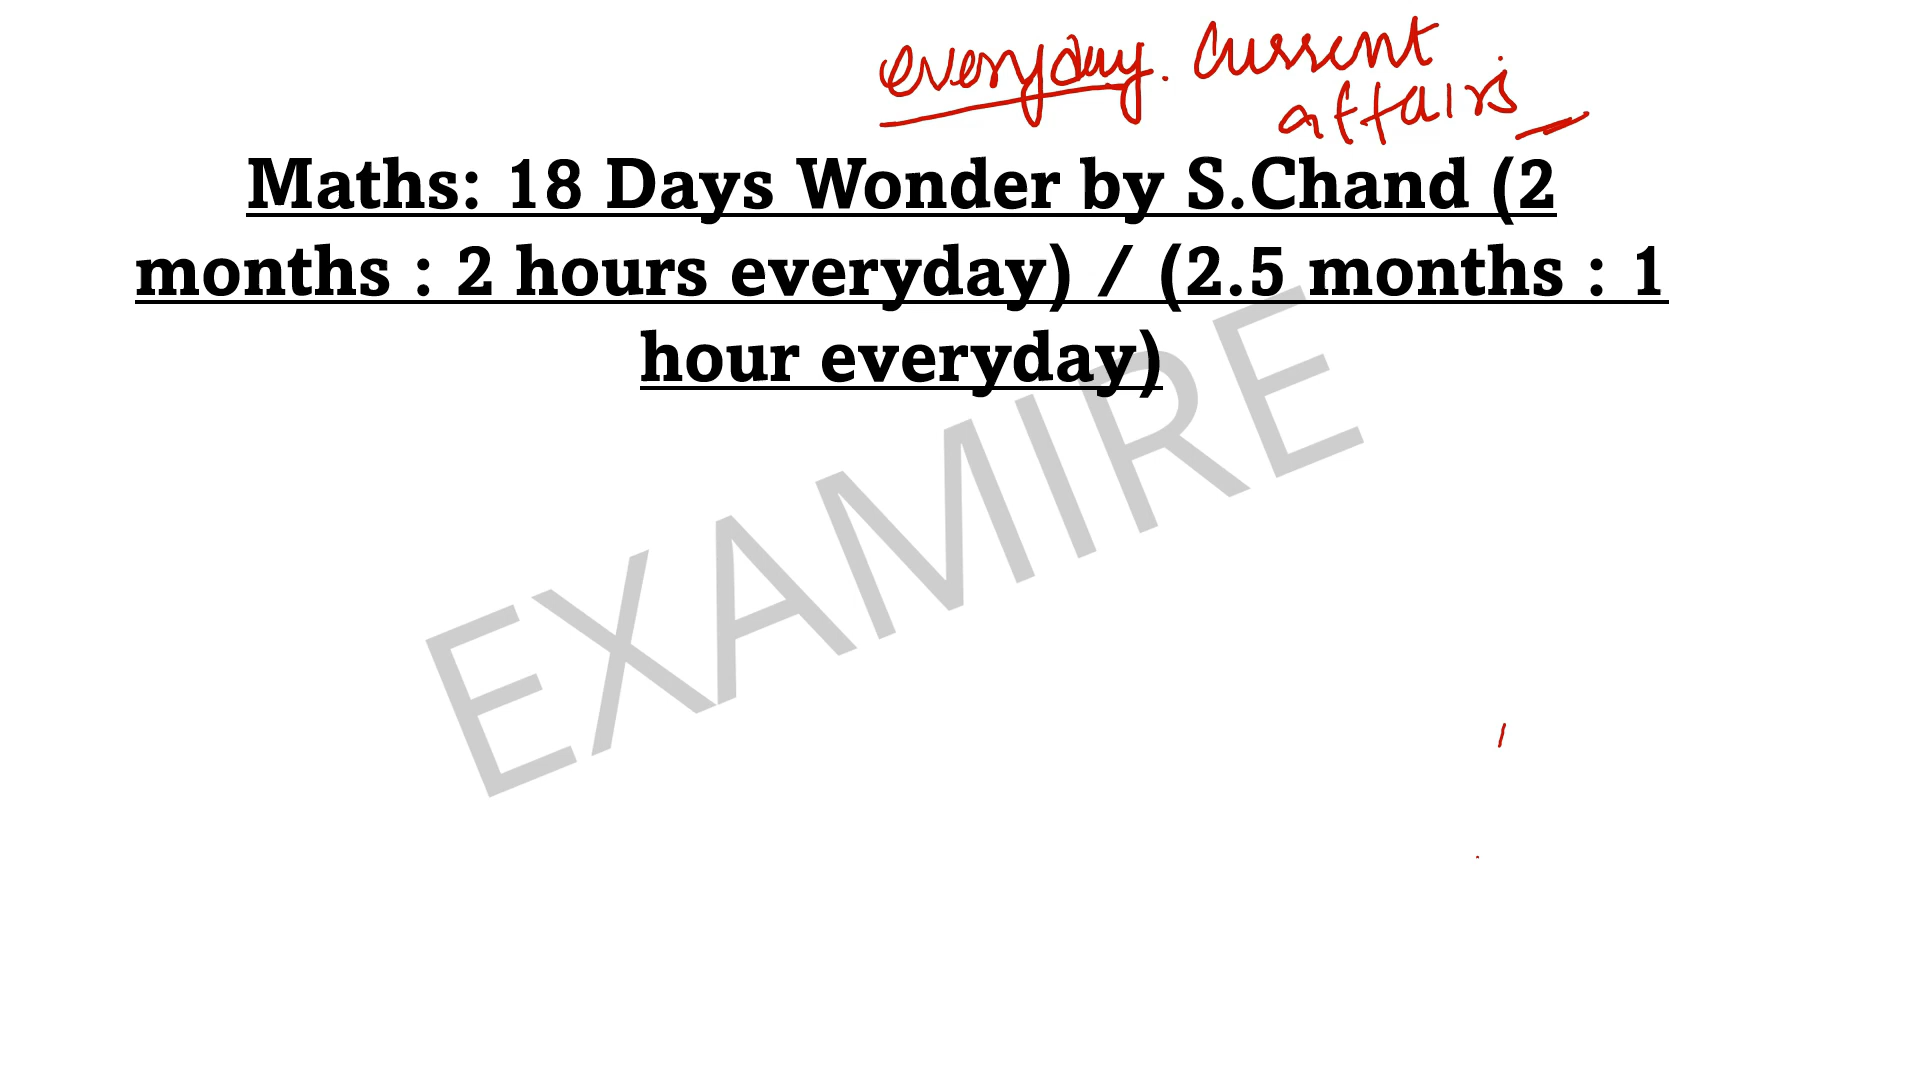 everyday. current
affairs
Maths: 18 Days Wonder by S.Chand (2
months : 2 hours everyday) / (2.5 months : 1
hour everyday)
EXAMIRE